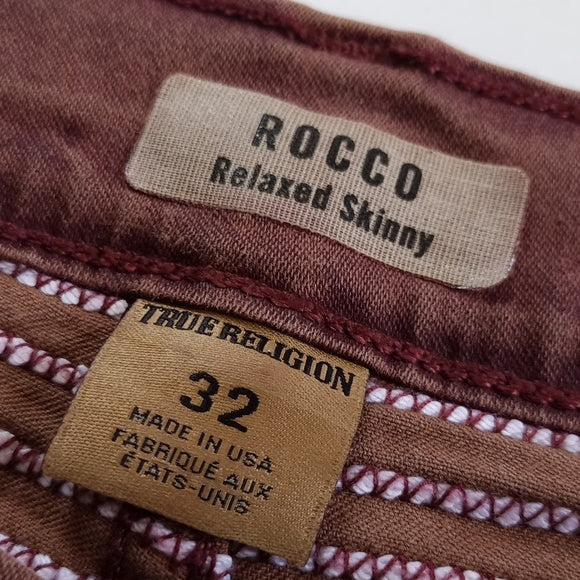 ROCCO
Relaxed Skinny
TRUE RELIGION
32
MADE IN USA
FABRIQUÉ AUX
ÉTATS-UNIS